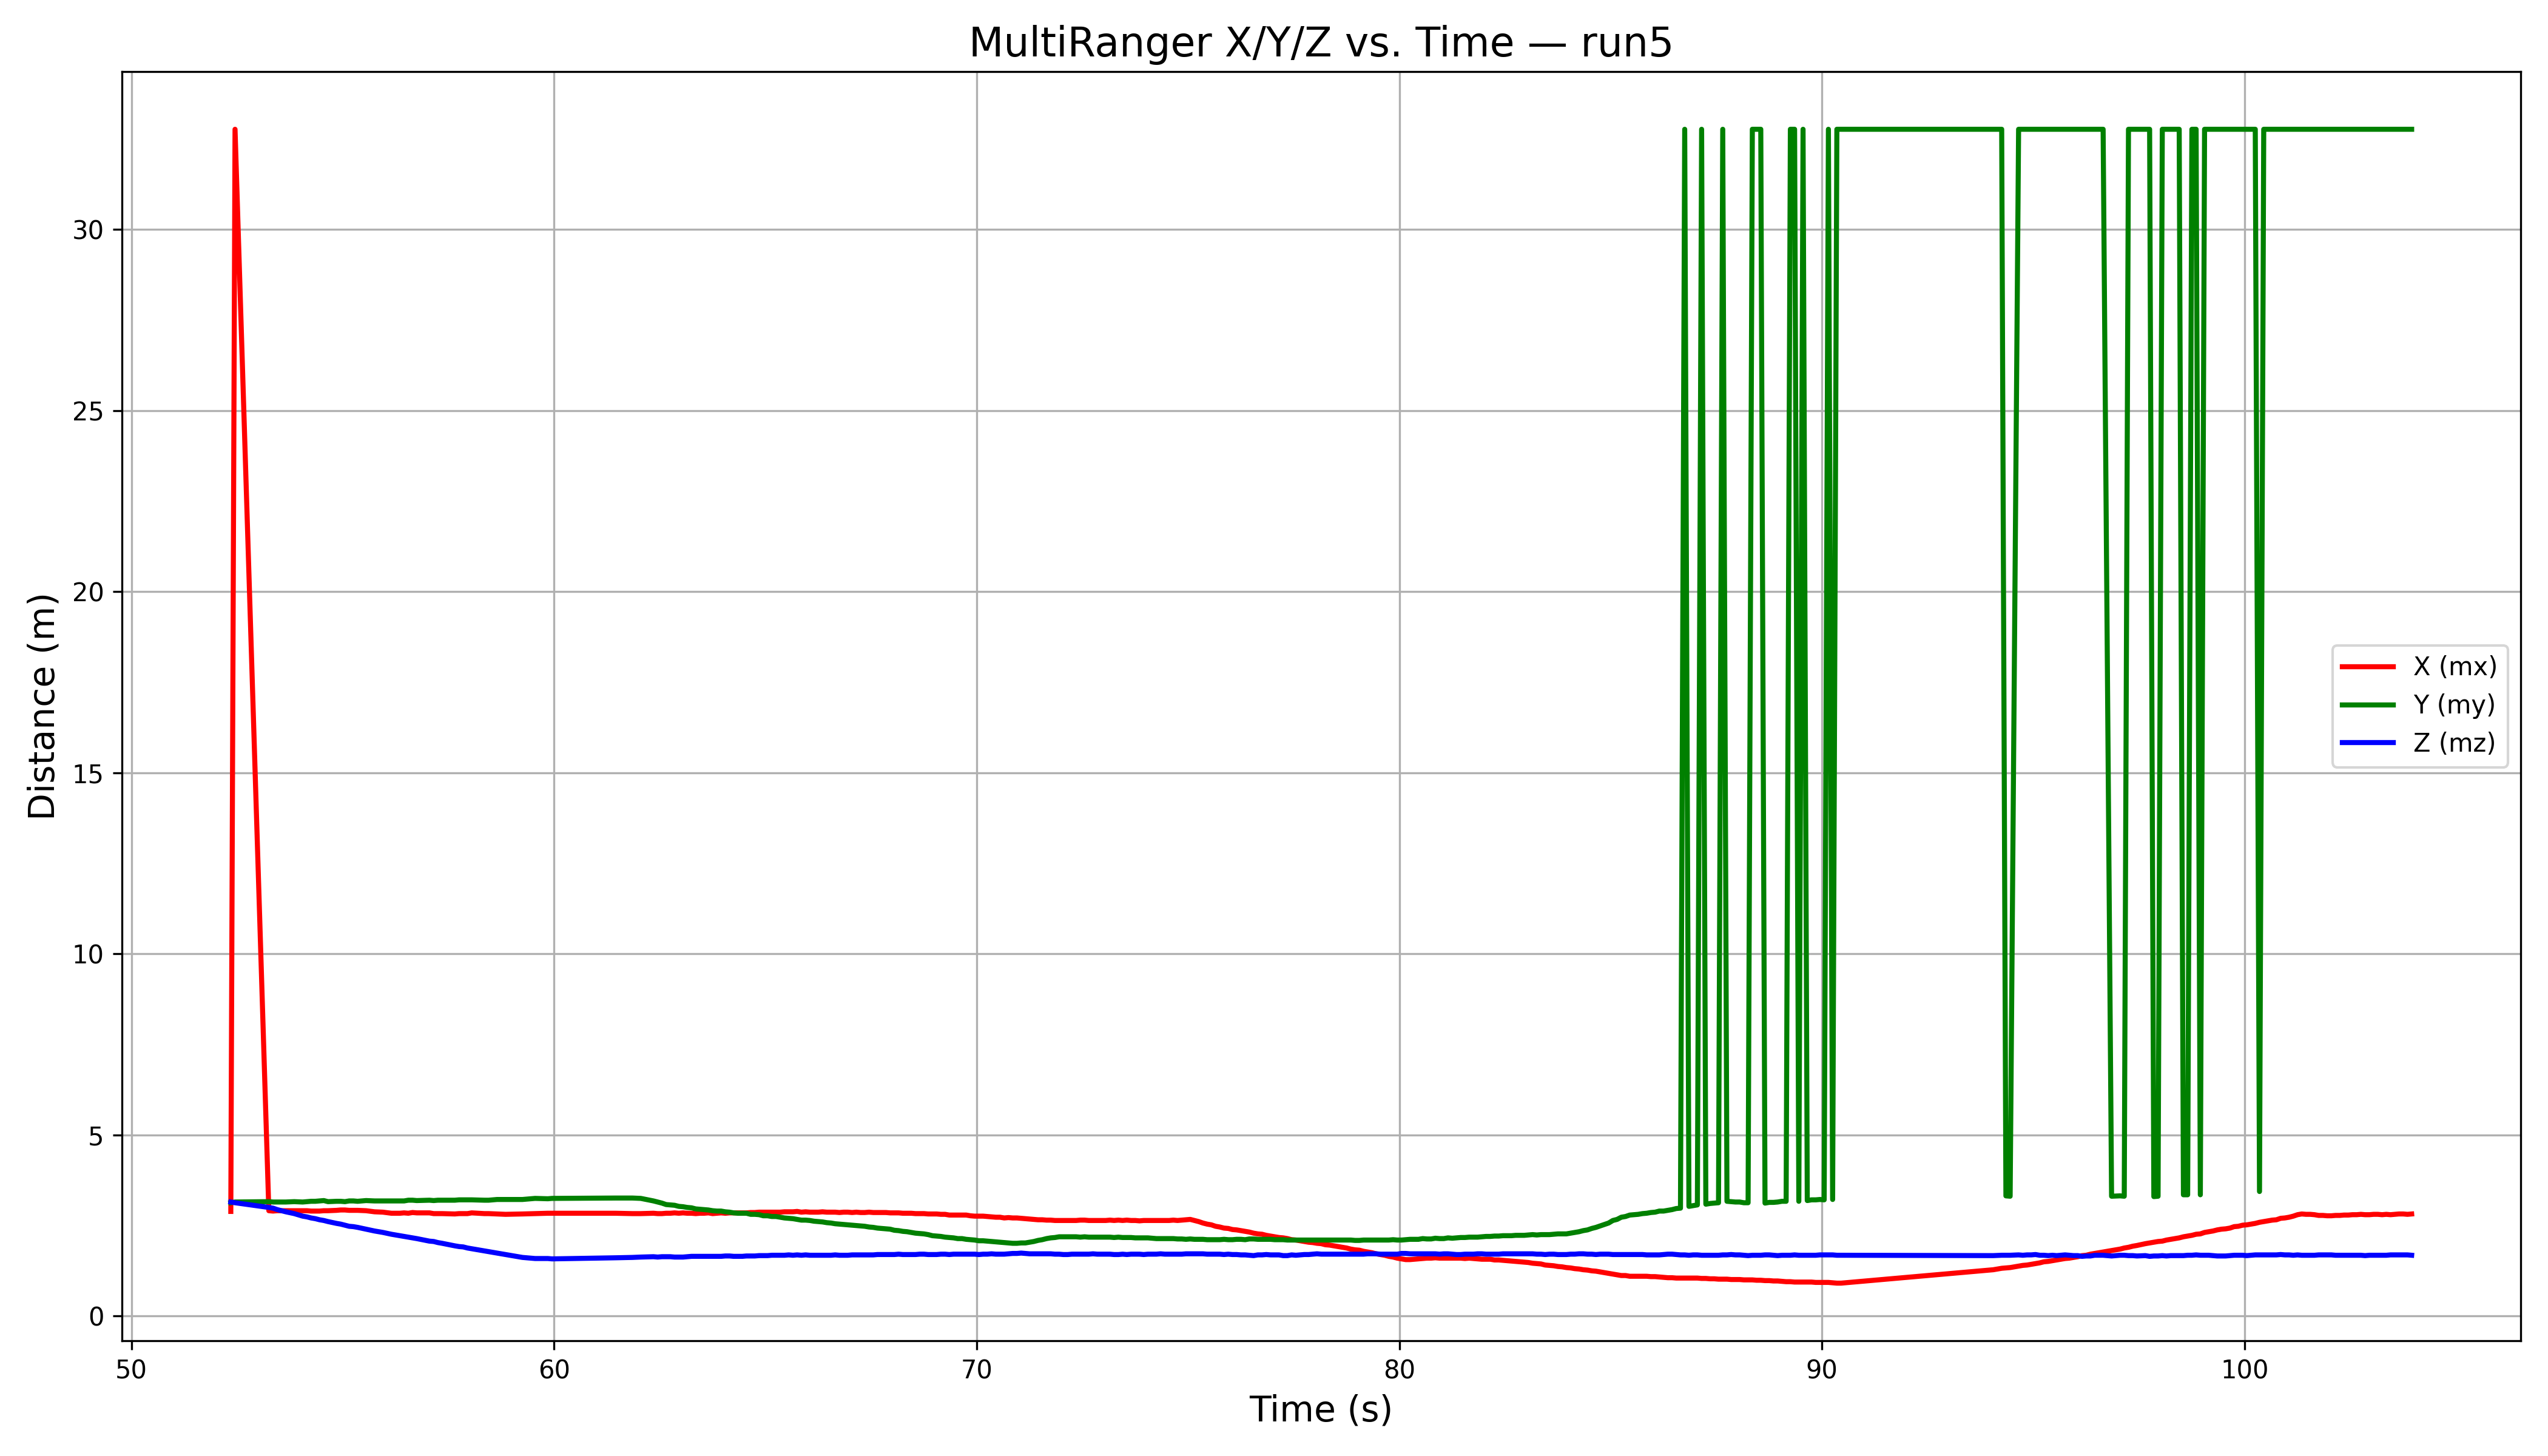 MultiRanger X/Y/Z vs. Time — run5
Distance (m)
30
25
20
15
10
5
0
50
60
70
80
90
100
Time (s)
X (mx)
Y (my)
Z (mz)